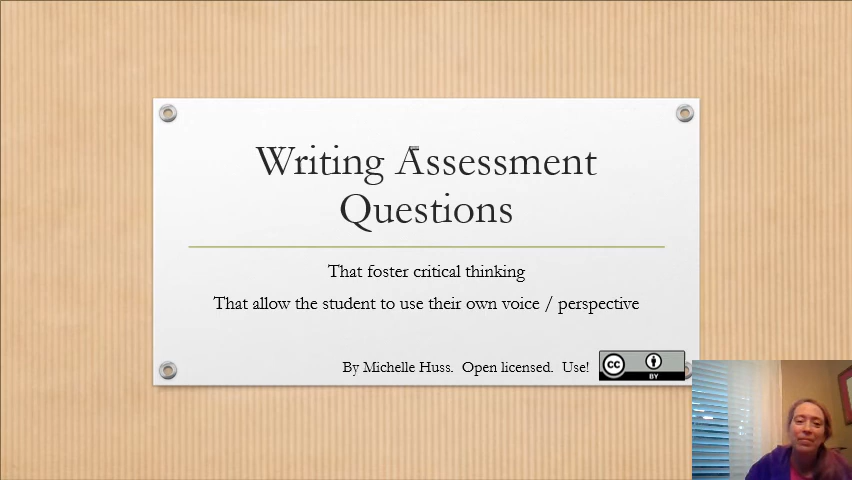 Writing Assessment
Questions
That foster critical thinking
That allow the student to use their own voice / perspective
By Michelle Huss. Open licensed. Use!
CC
BY